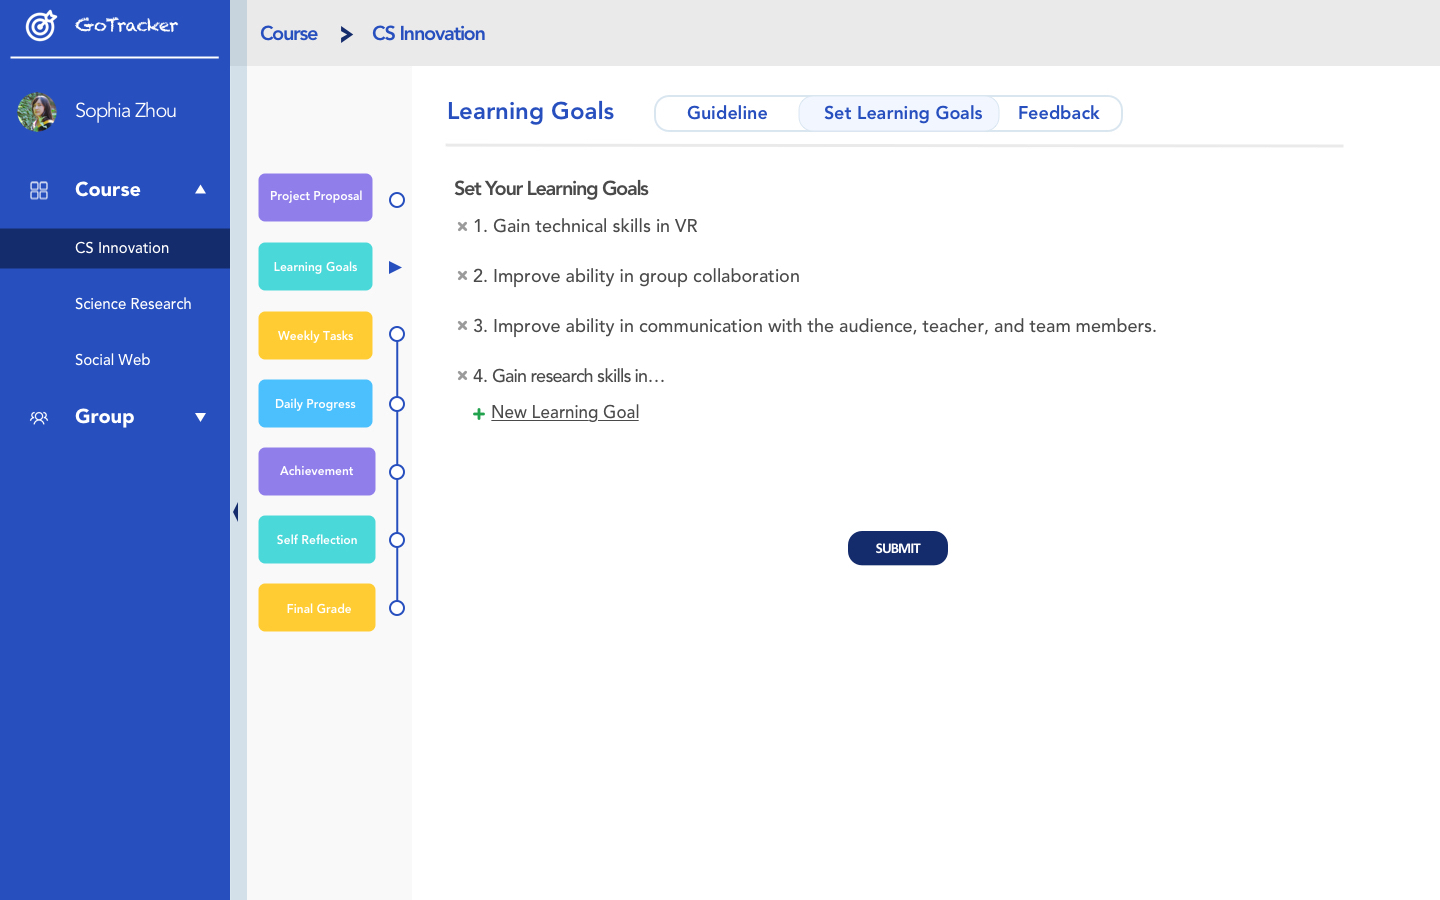 GoTracker
Sophia Zhou
Course
CS Innovation
Science Research
Social Web
Group
Course > CS Innovation
Project Proposal
Learning Goals
Weekly Tasks
Daily Progress
Achievement
Self Reflection
Final Grade
Learning Goals
Guideline
Set Learning Goals
Feedback
Set Your Learning Goals
1. Gain technical skills in VR
2. Improve ability in group collaboration
3. Improve ability in communication with the audience, teacher, and team members.
4. Gain research skills in...
New Learning Goal
SUBMIT